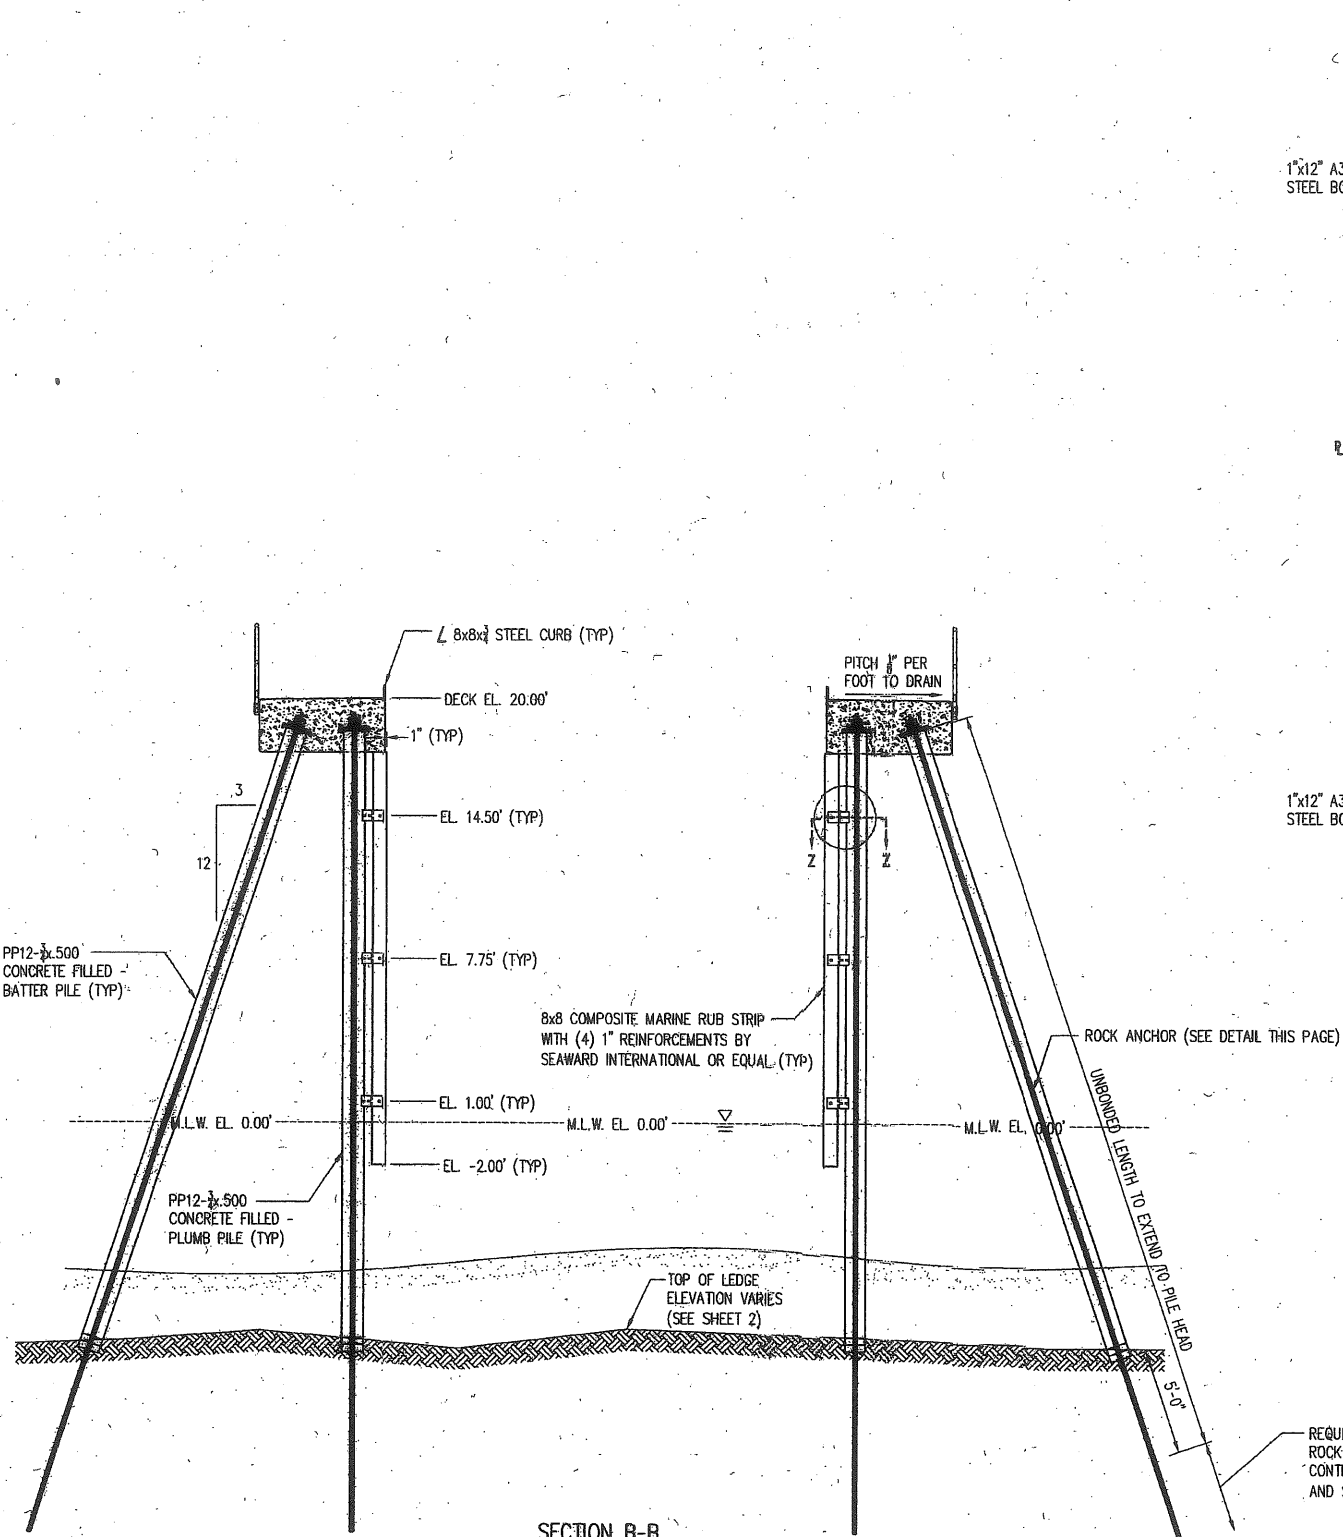 1"x12" A3
STEEL BO
∠ 8x8x¾ STEEL CURB (TYP)
PITCH ⅛" PER
FOOT TO DRAIN
DECK EL. 20.00'
1" (TYP)
3
12
EL. 14.50' (TYP)
Z Z
1"x12" A3
STEEL BO
PP12-¾x.500
CONCRETE FILLED -
BATTER PILE (TYP)
EL. 7.75' (TYP)
8x8 COMPOSITE MARINE RUB STRIP
WITH (4) 1" REINFORCEMENTS BY
SEAWARD INTERNATIONAL OR EQUAL (TYP)
ROCK ANCHOR (SEE DETAIL THIS PAGE)
UNBONDED LENGTH TO EXTEND TO PILE HEAD
EL. 1.00' (TYP)
M.L.W. EL. 0.00'
M.L.W. EL. 0.00'
M.L.W. EL. 0.00'
EL. -2.00' (TYP)
PP12-¾x.500
CONCRETE FILLED -
PLUMB PILE (TYP)
TOP OF LEDGE
ELEVATION VARIES
(SEE SHEET 2)
5'-0"
REQUI
ROCK
CONT
AND
SECTION B-B